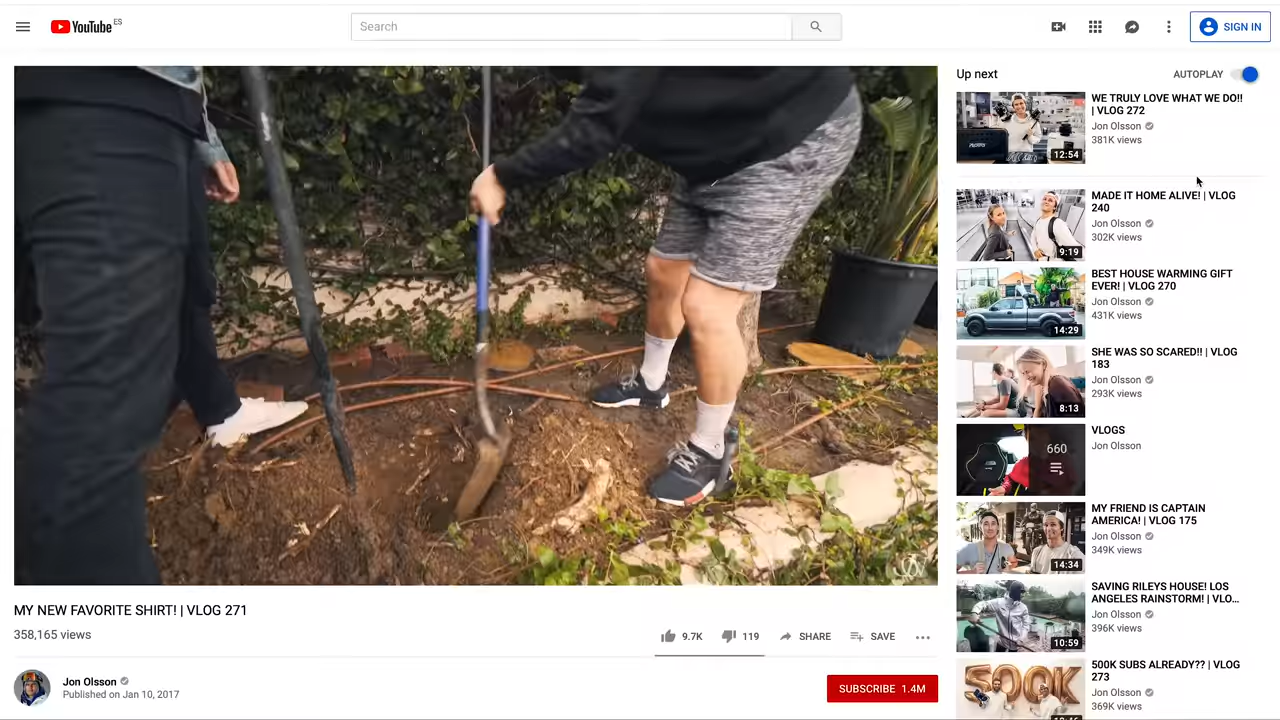 YouTube ES
Search
SIGN IN
Up next
AUTOPLAY
WE TRULY LOVE WHAT WE DO!!
| VLOG 272
Jon Olsson
381K views
12:54
MADE IT HOME ALIVE! | VLOG
240
Jon Olsson
302K views
9:19
BEST HOUSE WARMING GIFT
EVER! | VLOG 270
Jon Olsson
431K views
14:29
SHE WAS SO SCARED!! | VLOG
183
Jon Olsson
293K views
8:13
VLOGS
Jon Olsson
660
MY FRIEND IS CAPTAIN
AMERICA! | VLOG 175
Jon Olsson
349K views
14:34
SAVING RILEYS HOUSE! LOS
ANGELES RAINSTORM! | VLO...
Jon Olsson
396K views
10:59
500K SUBS ALREADY?? | VLOG
273
Jon Olsson
369K views
500K
MY NEW FAVORITE SHIRT! | VLOG 271
358,165 views
9.7K
119
SHARE
SAVE
Jon Olsson
Published on Jan 10, 2017
SUBSCRIBE 1.4M